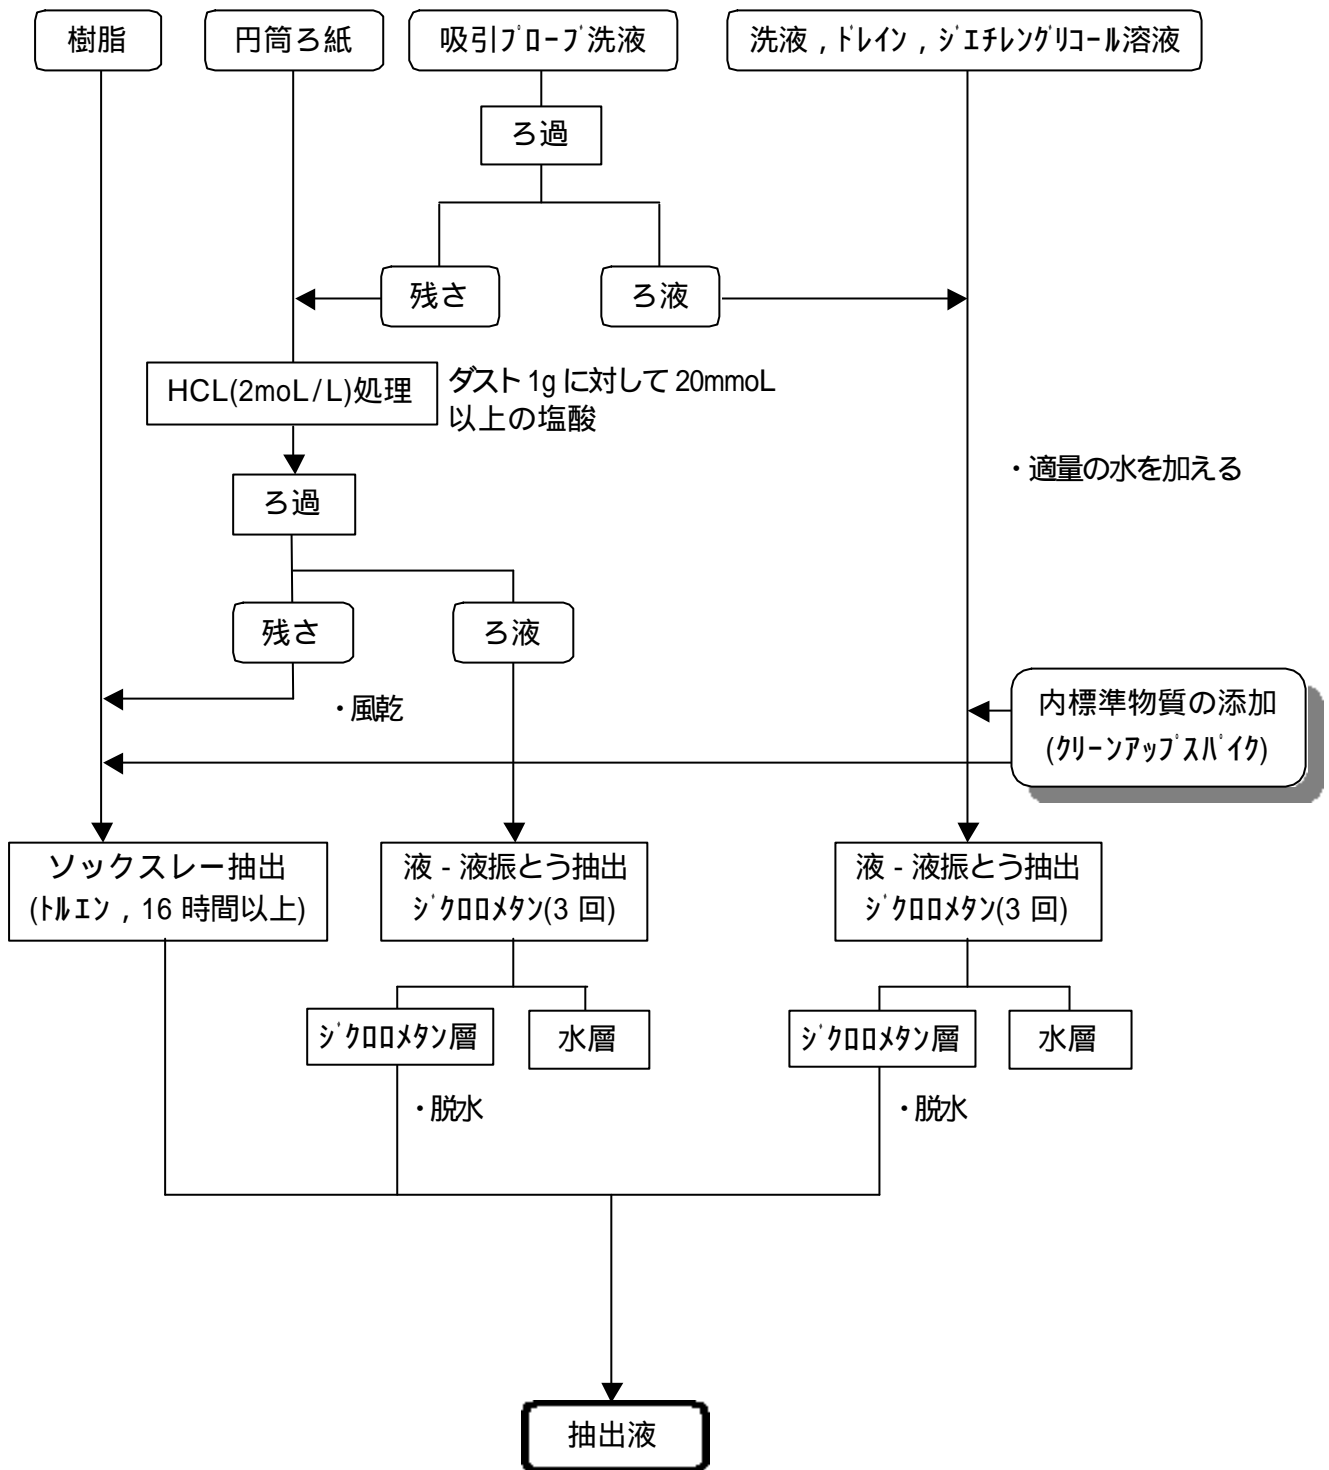 樹脂
円筒ろ紙
吸引ﾌﾟﾛｰﾌﾞ洗液
洗液，ﾄﾞﾚｲﾝ，ｼﾞｴﾁﾚﾝｸﾞﾘｺｰﾙ溶液
ろ過
残さ
ろ液
HCL(2moL/L)処理
ダスト 1g に対して 20mmoL
以上の塩酸
・適量の水を加える
ろ過
残さ
ろ液
・風乾
内標準物質の添加
(ｸﾘｰﾝｱｯﾌﾟｽﾊﾟｲｸ)
ソックスレー抽出
(ﾄﾙｴﾝ，16 時間以上)
液 - 液振とう抽出
ｼﾞｸﾛﾛﾒﾀﾝ(3 回)
液 - 液振とう抽出
ｼﾞｸﾛﾛﾒﾀﾝ(3 回)
ｼﾞｸﾛﾛﾒﾀﾝ層
水層
ｼﾞｸﾛﾛﾒﾀﾝ層
水層
・脱水
・脱水
抽出液